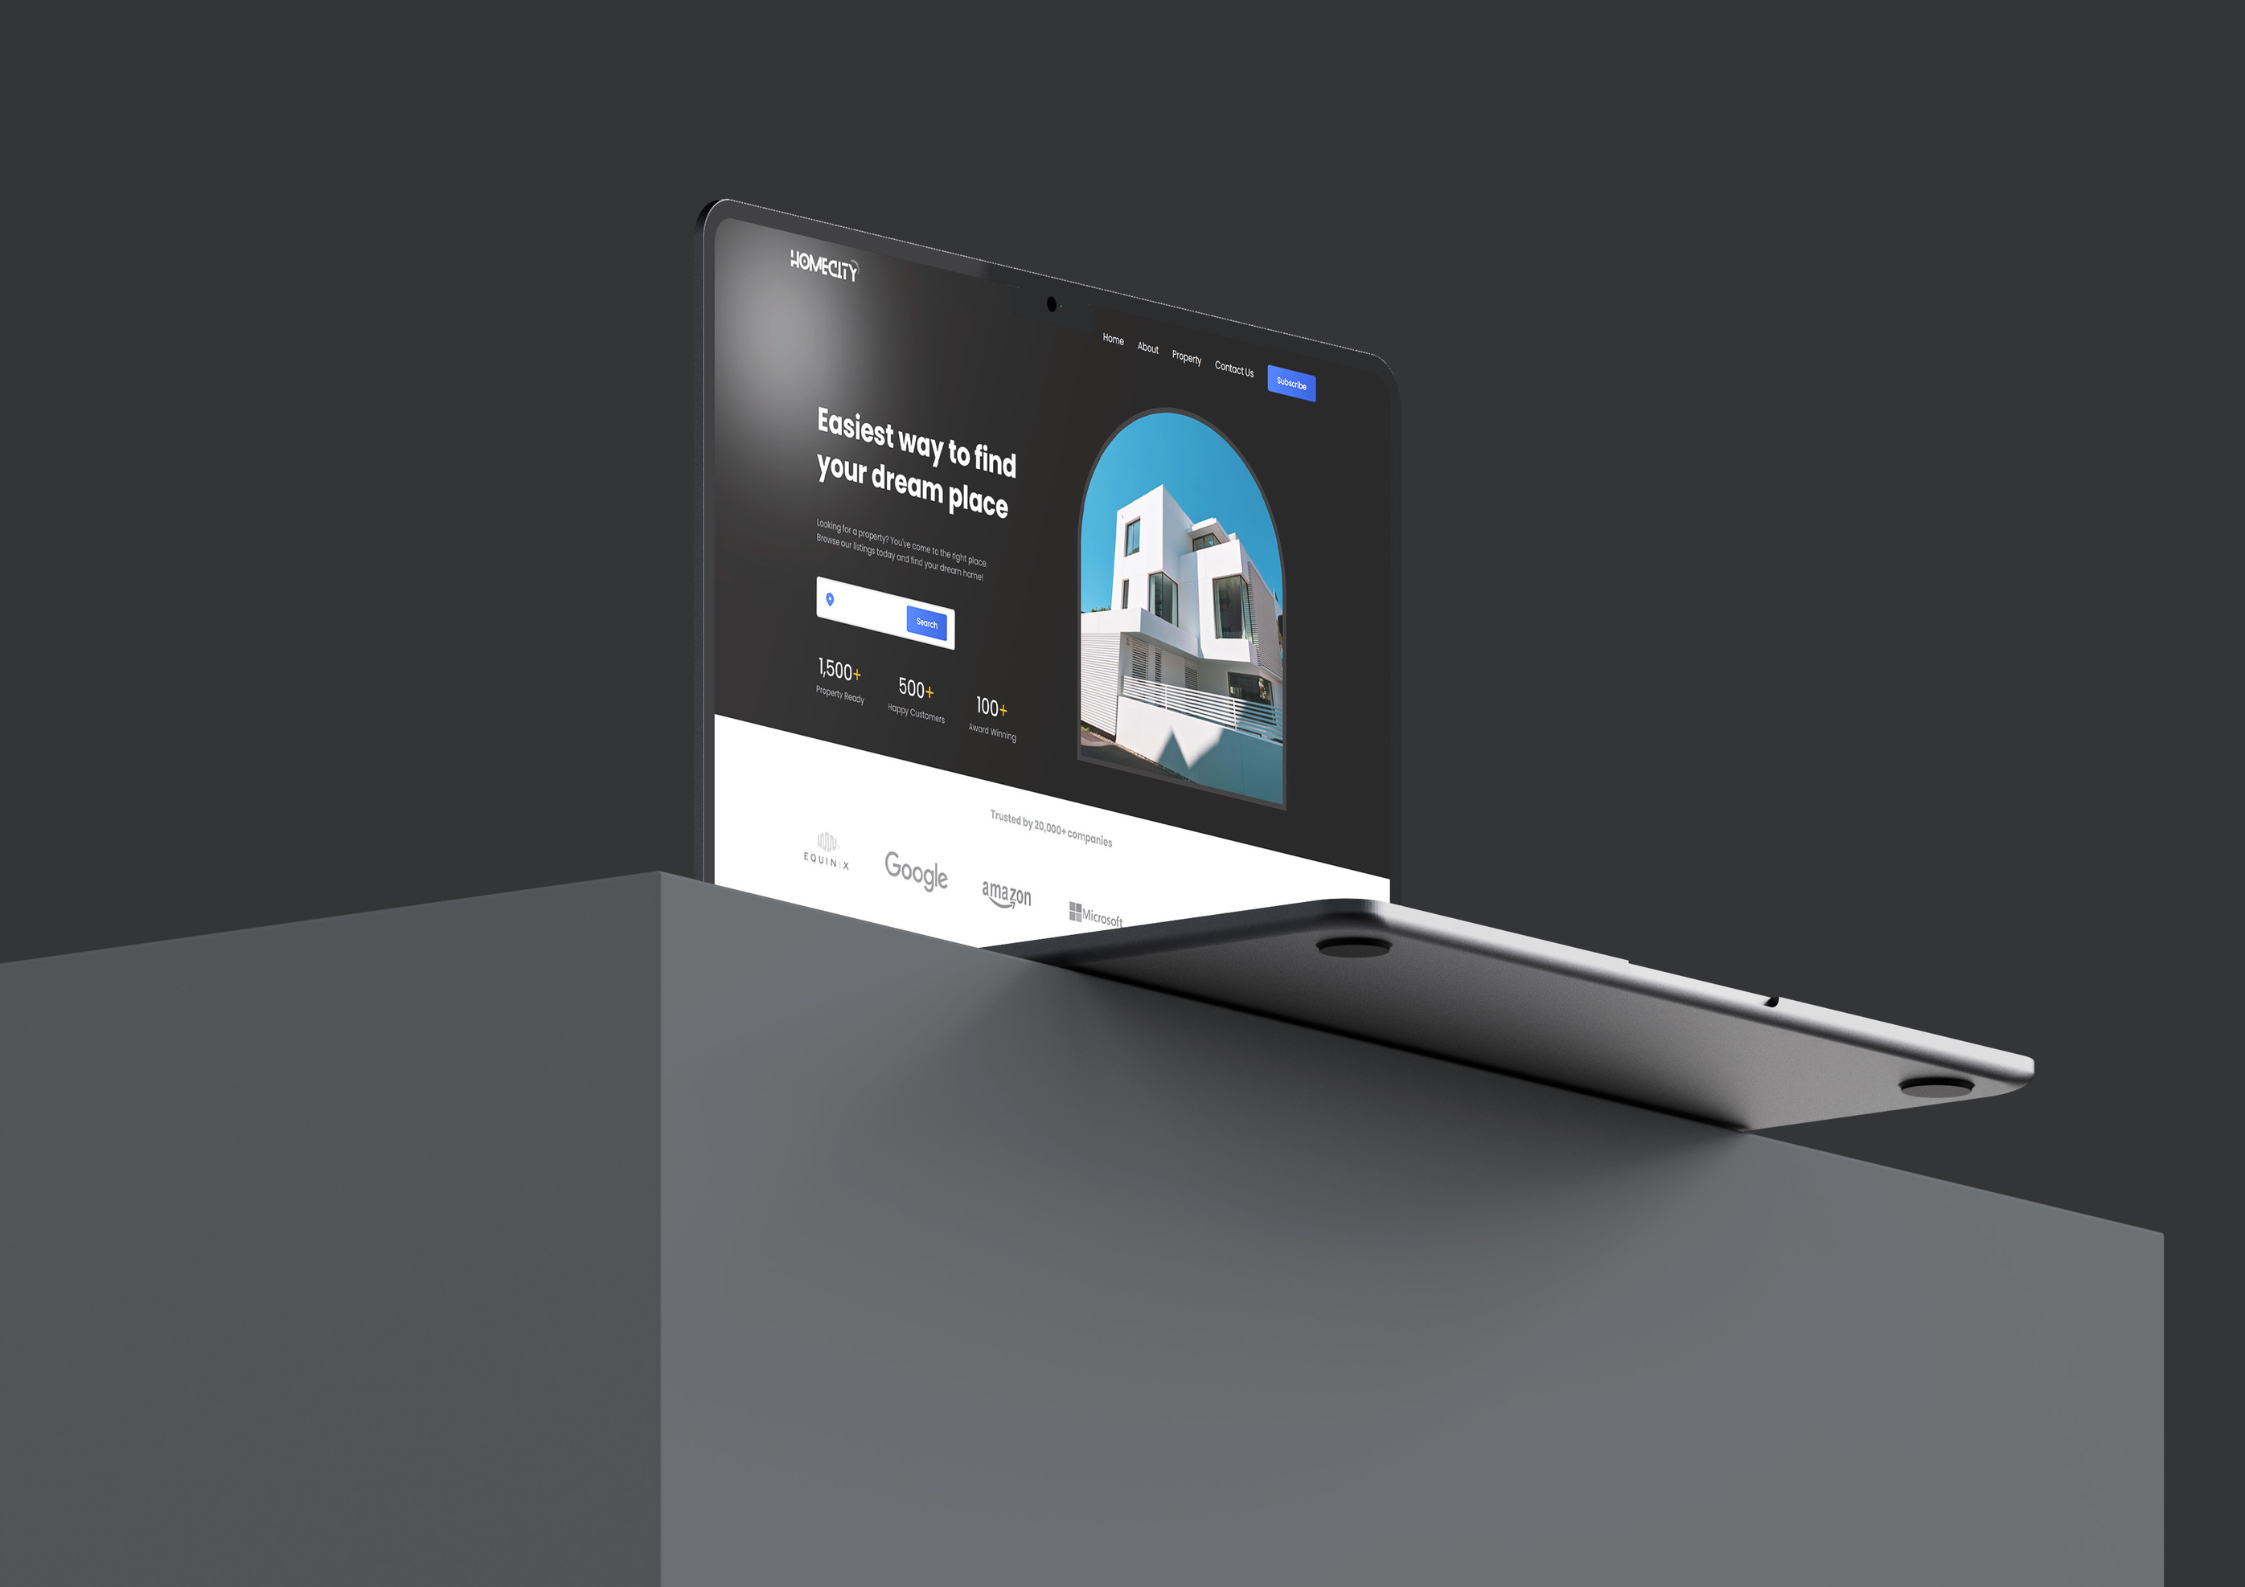 HOMECITY
Home About Property Contact Us Subscribe
Easiest way to find
your dream place
Looking for a property? You've come to the right place.
Browse our listings today and find your dream home!
Search
1,500+ 500+ 100+
Property Ready Happy Customers Award Winning
Trusted by 20,000+ companies
EQUINIX Google amazon Microsoft